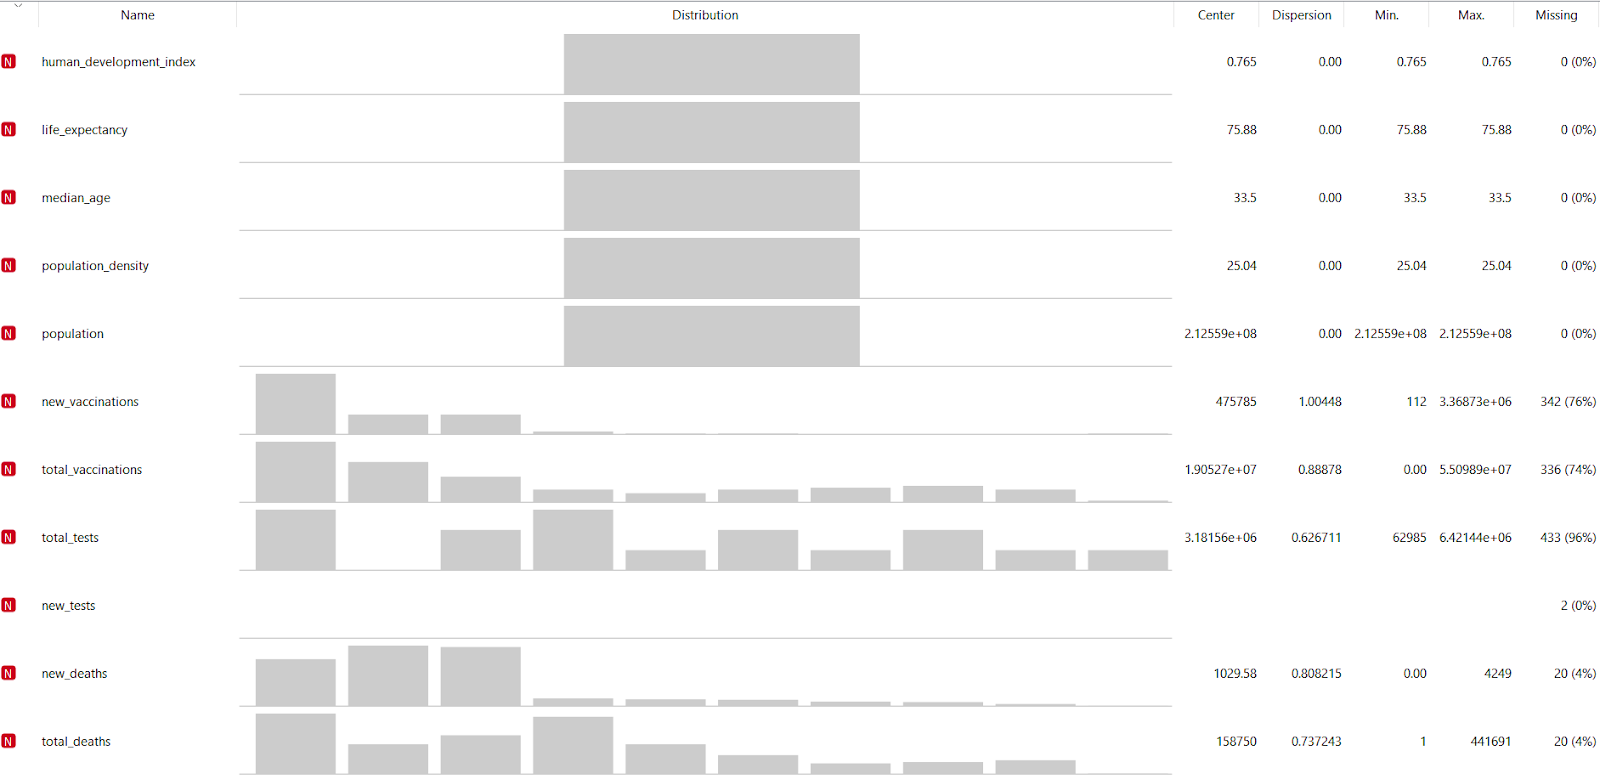 Name Distribution Center Dispersion Min. Max. Missing
N human_development_index 0.765 0.00 0.765 0.765 0 (0%)
N life_expectancy 75.88 0.00 75.88 75.88 0 (0%)
N median_age 33.5 0.00 33.5 33.5 0 (0%)
N population_density 25.04 0.00 25.04 25.04 0 (0%)
N population 2.12559e+08 0.00 2.12559e+08 2.12559e+08 0 (0%)
N new_vaccinations 475785 1.00448 112 3.36873e+06 342 (76%)
N total_vaccinations 1.90527e+07 0.88878 0.00 5.50989e+07 336 (74%)
N total_tests 3.18156e+06 0.626711 62985 6.42144e+06 433 (96%)
N new_tests 2 (0%)
N new_deaths 1029.58 0.808215 0.00 4249 20 (4%)
N total_deaths 158750 0.737243 1 441691 20 (4%)